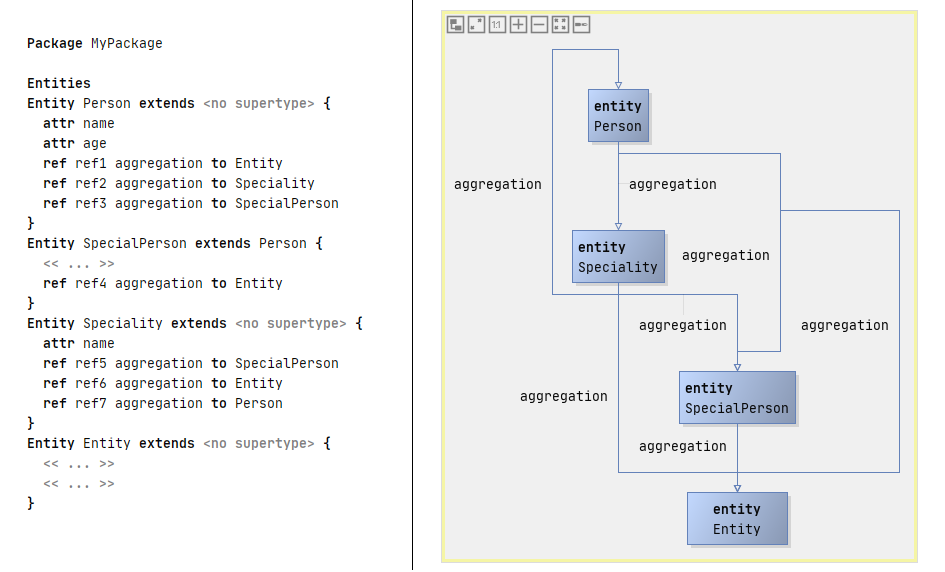 Package MyPackage
Entities
Entity Person extends <no supertype> {
attr name
attr age
ref ref1 aggregation to Entity
ref ref2 aggregation to Speciality
ref ref3 aggregation to SpecialPerson
}
Entity SpecialPerson extends Person {
<< ... >>
ref ref4 aggregation to Entity
}
Entity Speciality extends <no supertype> {
attr name
ref ref5 aggregation to SpecialPerson
ref ref6 aggregation to Entity
ref ref7 aggregation to Person
}
Entity Entity extends <no supertype> {
<< ... >>
<< ... >>
}
1:1
entity
Person
aggregation
aggregation
entity
Speciality
aggregation
aggregation
aggregation
entity
SpecialPerson
aggregation
aggregation
entity
Entity